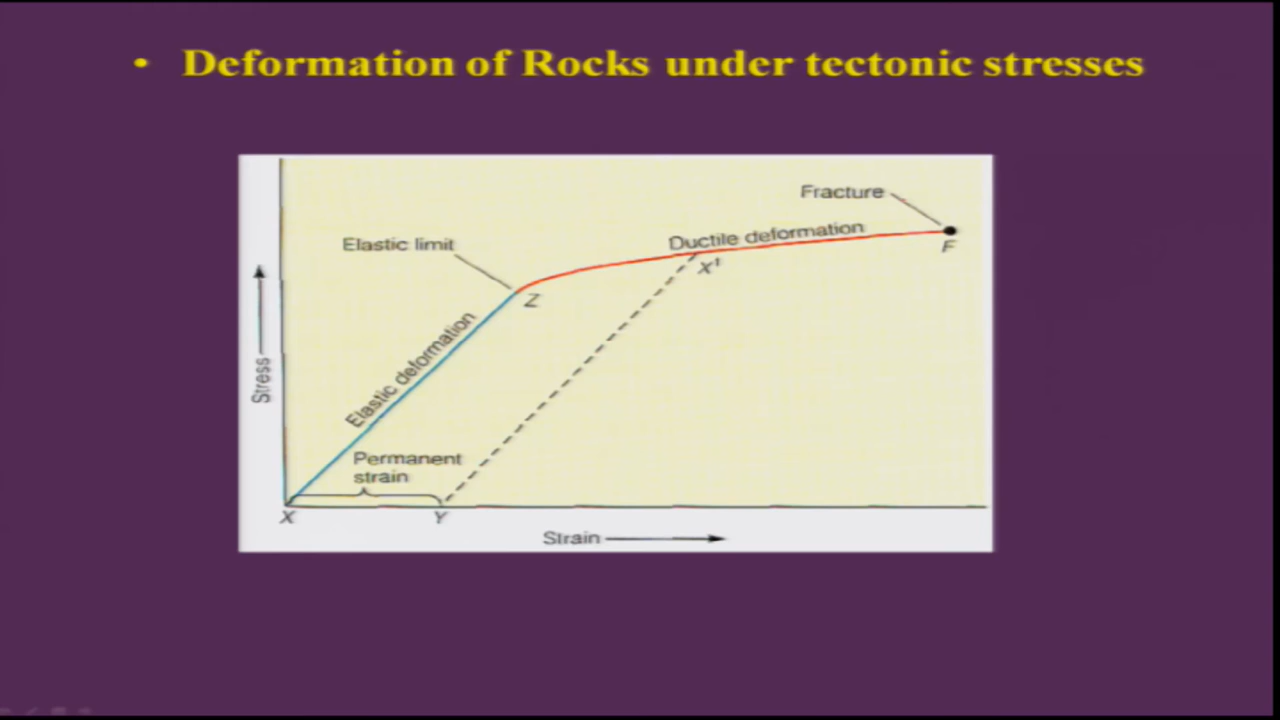 • Deformation of Rocks under tectonic stresses
Fracture
Ductile deformation
Elastic limit
F
X'
Z
Elastic deformation
Stress
Permanent
strain
X
Y
Strain